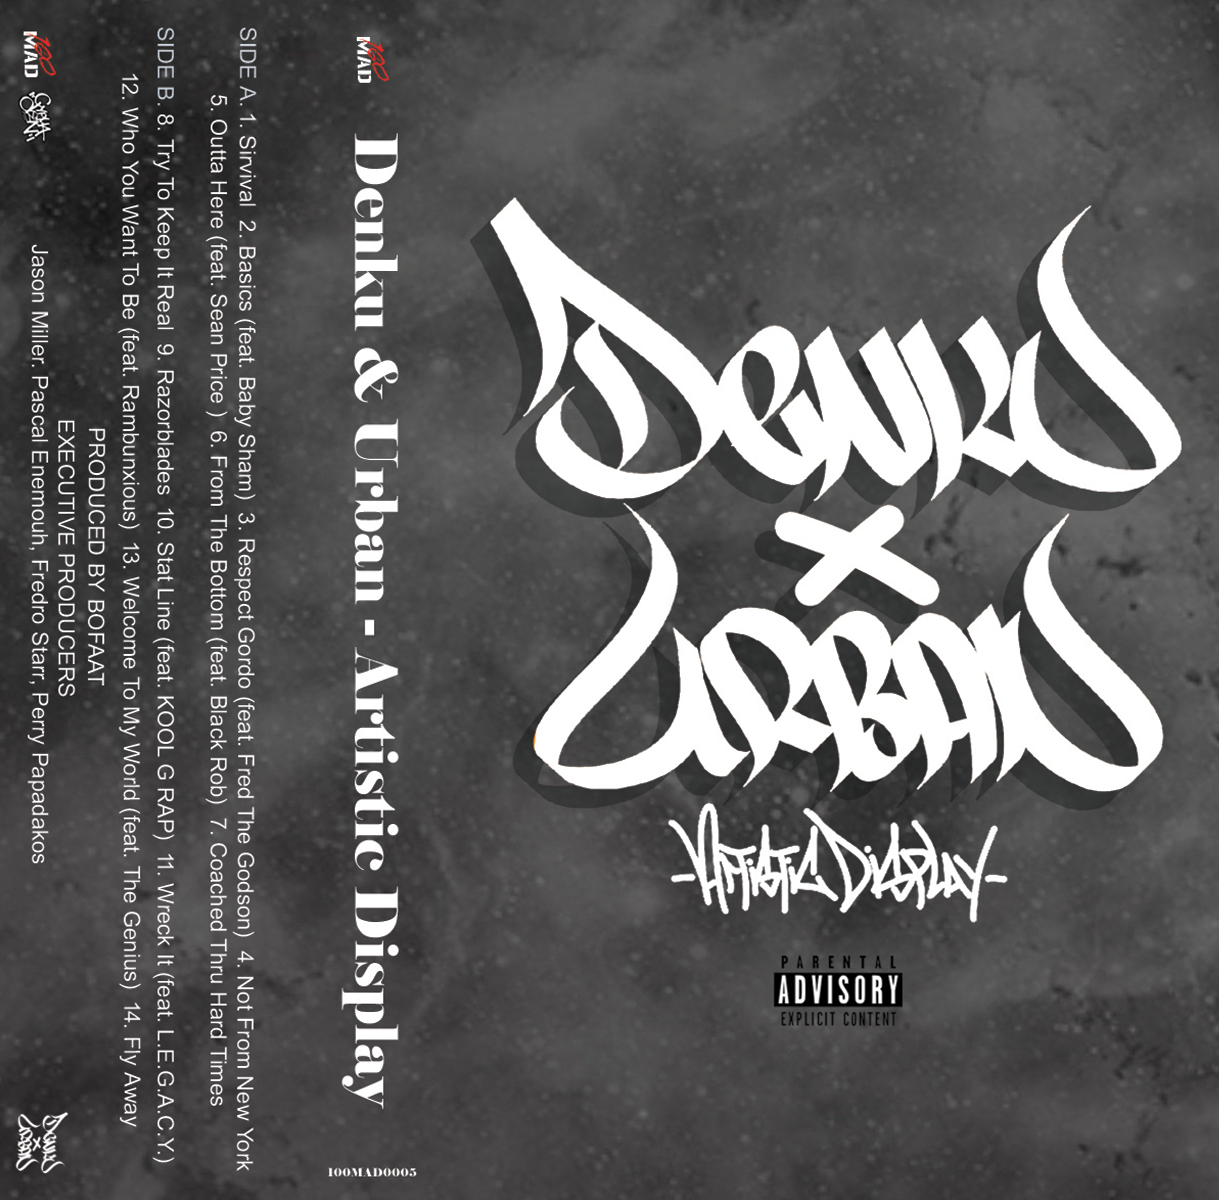 DENKU
X
URBAN
-ARTISTIC DISPLAY-
PARENTAL
ADVISORY
EXPLICIT CONTENT
100 MAD
Denku & Urban - Artistic Display
100MAD0005
SIDE A. 1. Sirvival 2. Basics (feat. Baby Sham) 3. Respect Gordo (feat. Fred The Godson) 4. Not From New York
5. Outta Here (feat. Sean Price ) 6. From The Bottom (feat. Black Rob) 7. Coached Thru Hard Times
SIDE B. 8. Try To Keep It Real 9. Razorblades 10. Stat Line (feat. KOOL G RAP) 11. Wreck It (feat. L.E.G.A.C.Y.)
12. Who You Want To Be (feat. Rambunxious) 13. Welcome To My World (feat. The Genius) 14. Fly Away
PRODUCED BY BOFAAT
EXECUTIVE PRODUCERS
Jason Miller. Pascal Enemouh, Fredro Starr, Perry Papadakos
100 MAD
DENKU
X
URBAN